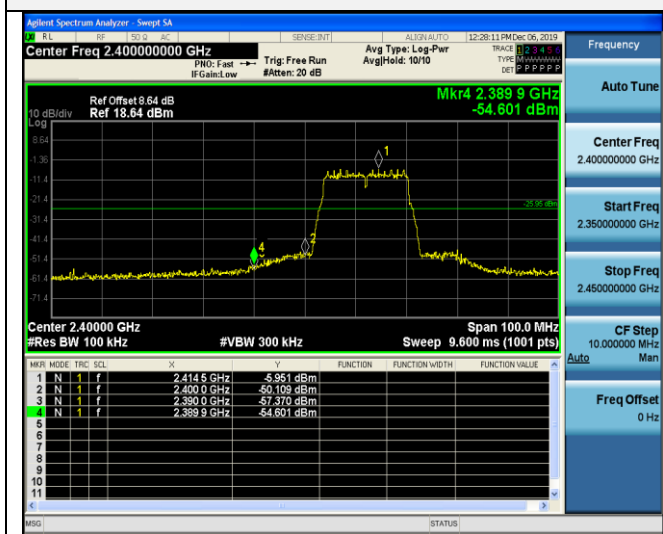 Agilent Spectrum Analyzer - Swept SA
RL RF 50 Ω AC SENSE:INT ALIGNAUTO 12:28:11 PM Dec 06, 2019
Center Freq 2.400000000 GHz
PNO: Fast
IFGain:Low
Trig: Free Run
#Atten: 20 dB
Avg Type: Log-Pwr
Avg|Hold: 10/10
TRACE 1 2 3 4 5 6
TYPE M
DET P P P P P P
Ref Offset 8.64 dB
Ref 18.64 dBm
10 dB/div
Log
Mkr4 2.389 9 GHz
-54.601 dBm
8.64
-1.36
-11.4
-21.4
-31.4
-41.4
-51.4
-61.4
-71.4
1
-25.95 dBm
2
4
Center 2.40000 GHz
#Res BW 100 kHz
#VBW 300 kHz
Span 100.0 MHz
Sweep 9.600 ms (1001 pts)
MKR MODE TRC SCL X Y FUNCTION FUNCTION WIDTH FUNCTION VALUE
1 N 1 f 2.414 5 GHz -5.951 dBm
2 N 1 f 2.400 0 GHz -50.109 dBm
3 N 1 f 2.390 0 GHz -57.370 dBm
4 N 1 f 2.389 9 GHz -54.601 dBm
5
6
7
8
9
10
11
MSG STATUS
Frequency
Auto Tune
Center Freq
2.400000000 GHz
Start Freq
2.350000000 GHz
Stop Freq
2.450000000 GHz
CF Step
10.000000 MHz
Auto Man
Freq Offset
0 Hz